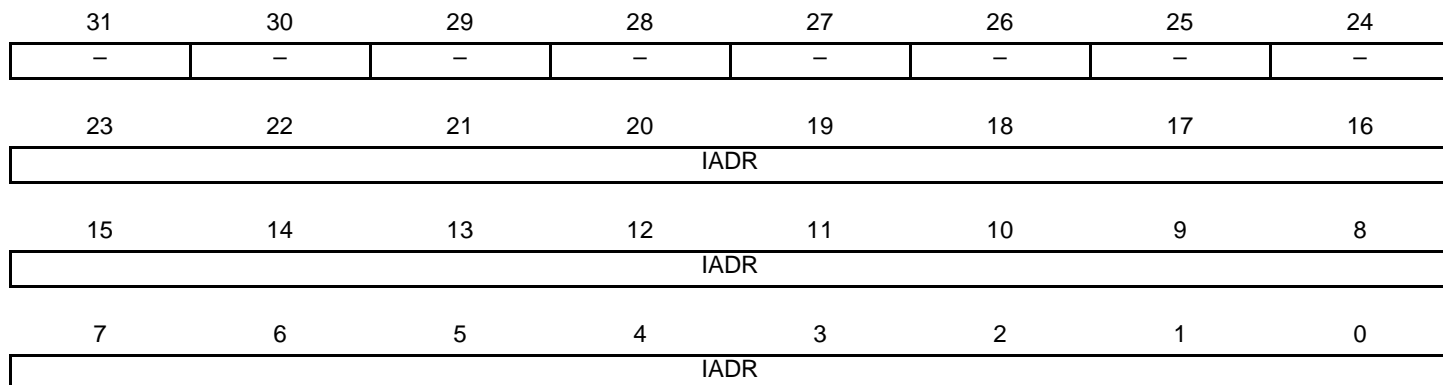 31 30 29 28 27 26 25 24
– – – – – – – –
23 22 21 20 19 18 17 16
IADR
15 14 13 12 11 10 9 8
IADR
7 6 5 4 3 2 1 0
IADR